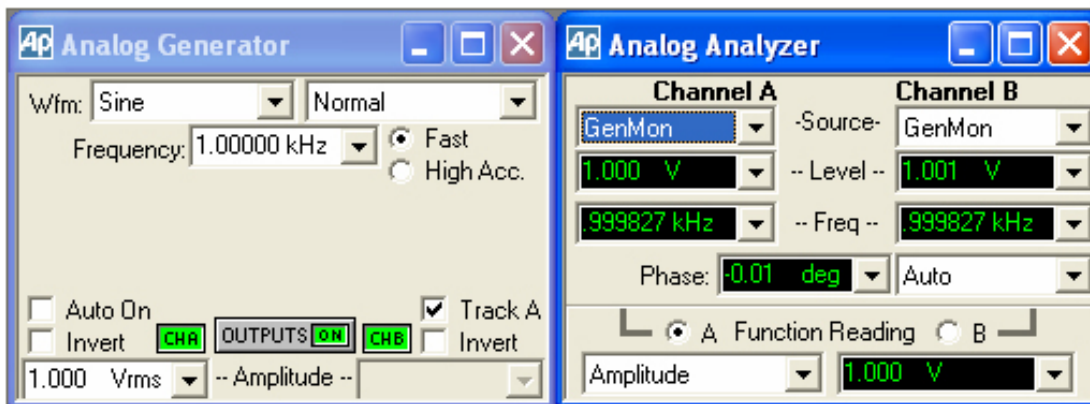 Ap Analog Generator
Wfm: Sine Normal
Frequency: 1.00000 kHz Fast
High Acc.
Auto On Track A
Invert CHA OUTPUTS ON CHB Invert
1.000 Vrms -- Amplitude --
Ap Analog Analyzer
Channel A Channel B
GenMon -Source- GenMon
1.000 V -- Level -- 1.001 V
.999827 kHz -- Freq -- .999827 kHz
Phase: -0.01 deg Auto
A Function Reading B
Amplitude 1.000 V